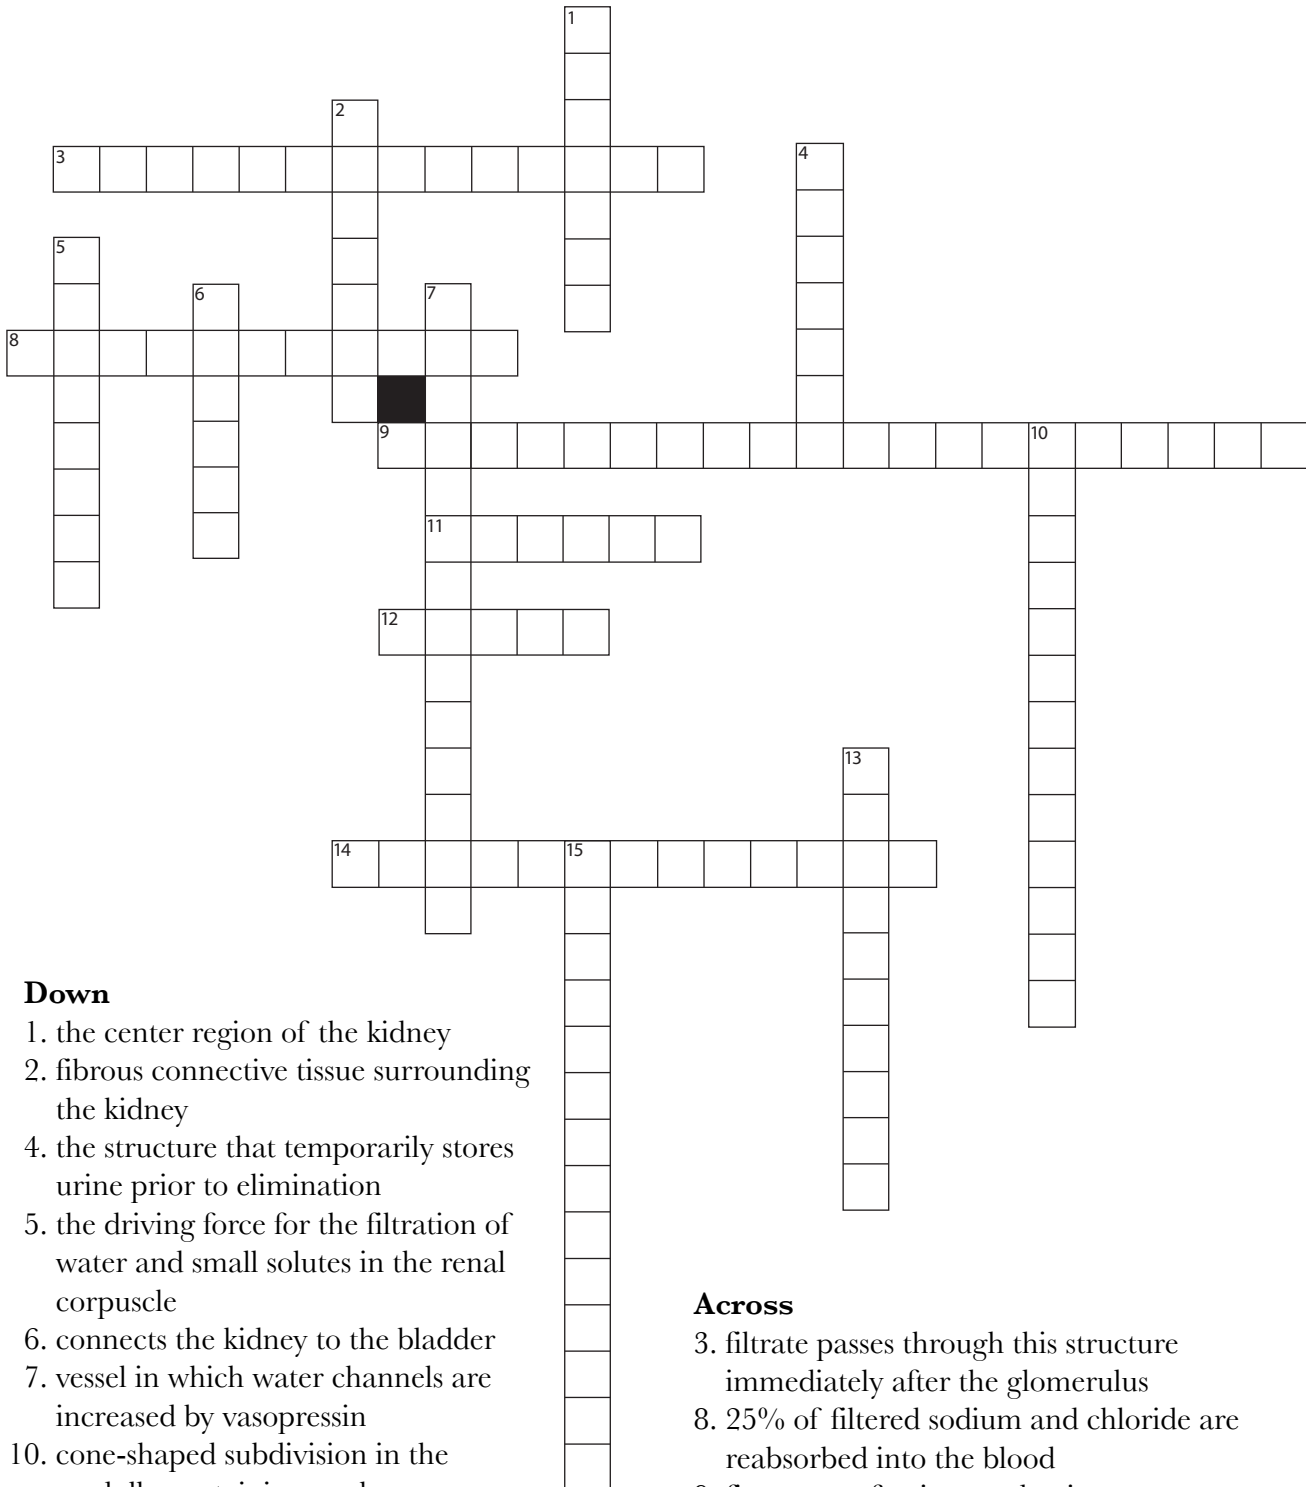 1
2
3
4
5
6
7
8
9
10
11
12
13
14
15
Down
1. the center region of the kidney
2. fibrous connective tissue surrounding
the kidney
4. the structure that temporarily stores
urine prior to elimination
5. the driving force for the filtration of
water and small solutes in the renal
corpuscle
6. connects the kidney to the bladder
7. vessel in which water channels are
increased by vasopressin
10. cone-shaped subdivision in the
Across
3. filtrate passes through this structure
immediately after the glomerulus
8. 25% of filtered sodium and chloride are
reabsorbed into the blood